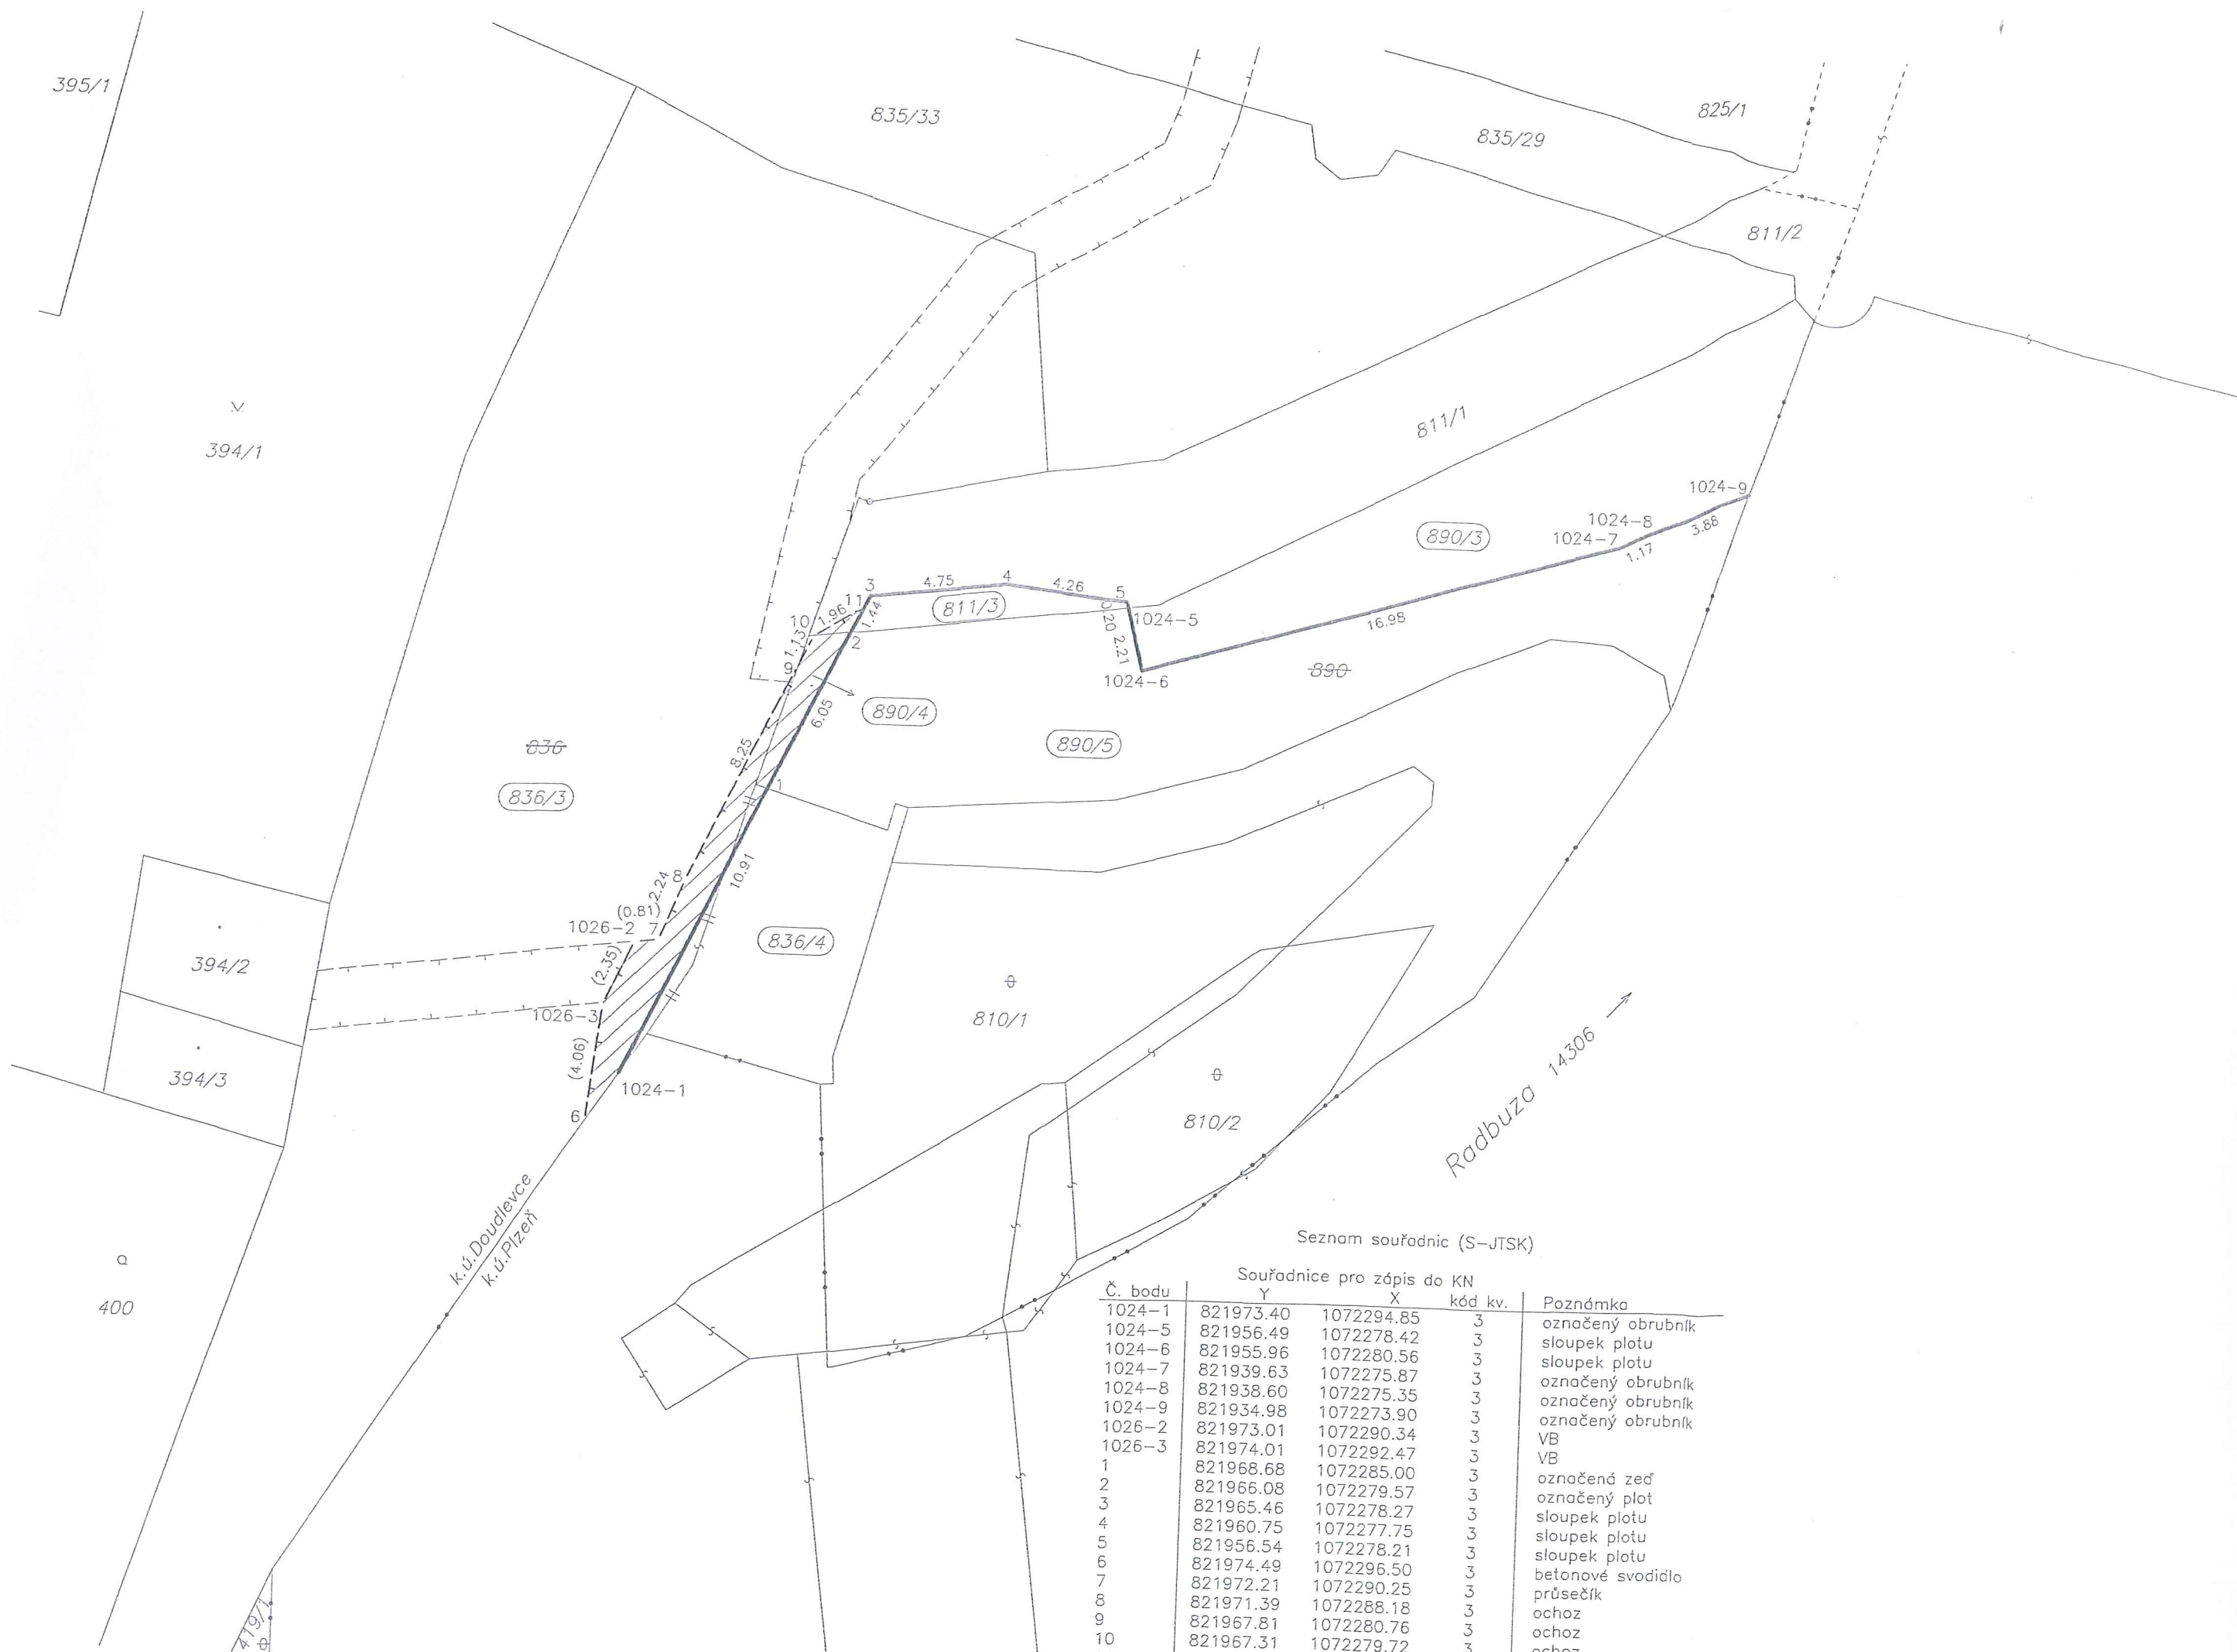 395/1
835/33
825/1
835/29
811/2
394/1
811/1
1024-9
890/3
1024-8
3.88
1024-7
1.17
3
4.75
4
4.26
5
11
1.96
1.44
811/3
10
0.20
1024-5
1.13
2
2.21
16.98
9
1024-6
890
890/4
6.05
890/5
836
8.25
836/3
1
10.91
8
2.24
(0.81)
1026-2
7
836/4
394/2
(2.35)
1026-3
810/1
(4.06)
394/3
1024-1
6
810/2
Radbuza 14306
k.ú.Doudlevce
k.ú.Plzeň
400
419/1
Seznam souřadnic (S-JTSK)
Souřadnice pro zápis do KN
Č. bodu Y X kód kv. Poznámka
1024-1 821973.40 1072294.85 3 označený obrubník
1024-5 821956.49 1072278.42 3 sloupek plotu
1024-6 821955.96 1072280.56 3 sloupek plotu
1024-7 821939.63 1072275.87 3 označený obrubník
1024-8 821938.60 1072275.35 3 označený obrubník
1024-9 821934.98 1072273.90 3 označený obrubník
1026-2 821973.01 1072290.34 3 VB
1026-3 821974.01 1072292.47 3 VB
1 821968.68 1072285.00 3 označená zeď
2 821966.08 1072279.57 3 označený plot
3 821965.46 1072278.27 3 sloupek plotu
4 821960.75 1072277.75 3 sloupek plotu
5 821956.54 1072278.21 3 sloupek plotu
6 821974.49 1072296.50 3 betonové svodidlo
7 821972.21 1072290.25 3 průsečík
8 821971.39 1072288.18 3 ochoz
9 821967.81 1072280.76 3 ochoz
10 821967.31 1072279.72 3 ochoz